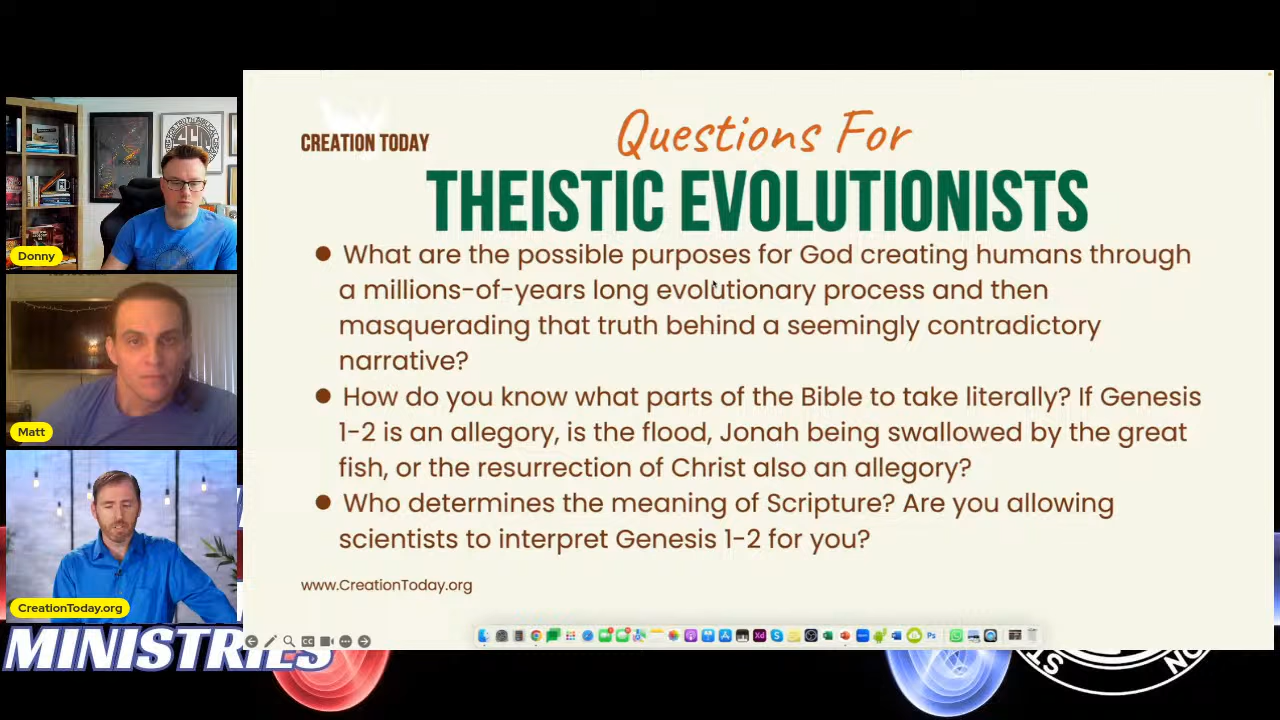 CREATION TODAY
Questions For
THEISTIC EVOLUTIONISTS
● What are the possible purposes for God creating humans through
a millions-of-years long evolutionary process and then
masquerading that truth behind a seemingly contradictory
narrative?
● How do you know what parts of the Bible to take literally? If Genesis
1-2 is an allegory, is the flood, Jonah being swallowed by the great
fish, or the resurrection of Christ also an allegory?
● Who determines the meaning of Scripture? Are you allowing
scientists to interpret Genesis 1-2 for you?
www.CreationToday.org
Donny
Matt
CreationToday.org
MINISTRIES